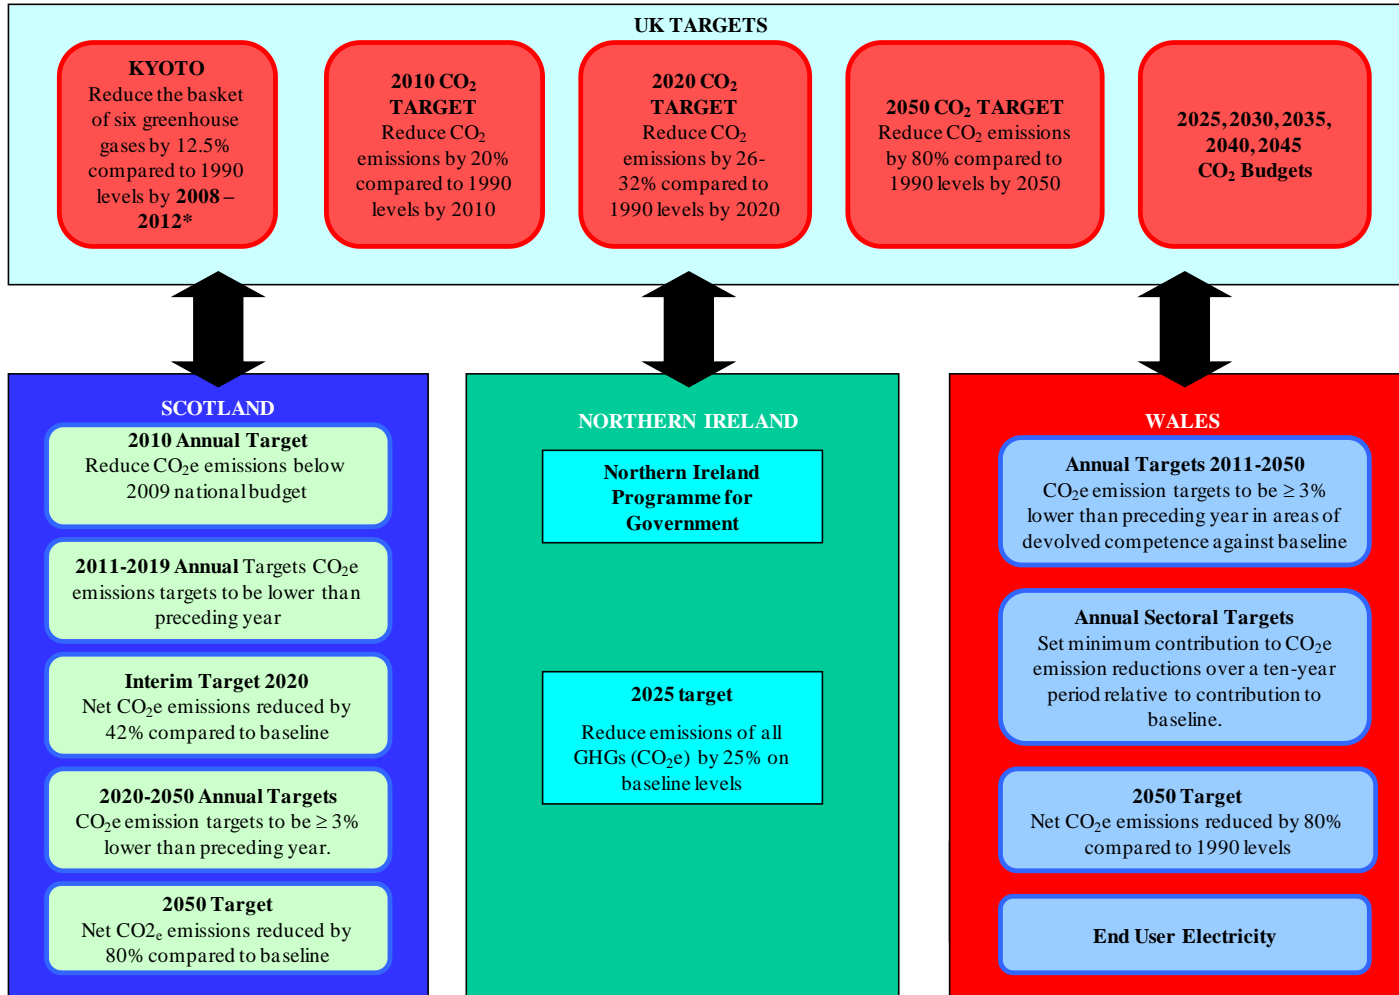 UK TARGETS
KYOTO
Reduce the basket
of six greenhouse
gases by 12.5%
compared to 1990
levels by 2008 –
2012*
2010 CO₂
TARGET
Reduce CO₂
emissions by 20%
compared to 1990
levels by 2010
2020 CO₂
TARGET
Reduce CO₂
emissions by 26-
32% compared to
1990 levels by 2020
2050 CO₂ TARGET
Reduce CO₂ emissions
by 80% compared to
1990 levels by 2050
2025, 2030, 2035,
2040, 2045
CO₂ Budgets
SCOTLAND
2010 Annual Target
Reduce CO₂e emissions below
2009 national budget
2011-2019 Annual Targets CO₂e
emissions targets to be lower than
preceding year
Interim Target 2020
Net CO₂e emissions reduced by
42% compared to baseline
2020-2050 Annual Targets
CO₂e emission targets to be ≥ 3%
lower than preceding year.
2050 Target
Net CO2ₑ emissions reduced by
80% compared to baseline
NORTHERN IRELAND
Northern Ireland
Programme for
Government
2025 target
Reduce emissions of all
GHGs (CO₂e) by 25% on
baseline levels
WALES
Annual Targets 2011-2050
CO₂e emission targets to be ≥ 3%
lower than preceding year in areas of
devolved competence against baseline
Annual Sectoral Targets
Set minimum contribution to CO₂e
emission reductions over a ten-year
period relative to contribution to
baseline.
2050 Target
Net CO₂e emissions reduced by 80%
compared to 1990 levels
End User Electricity